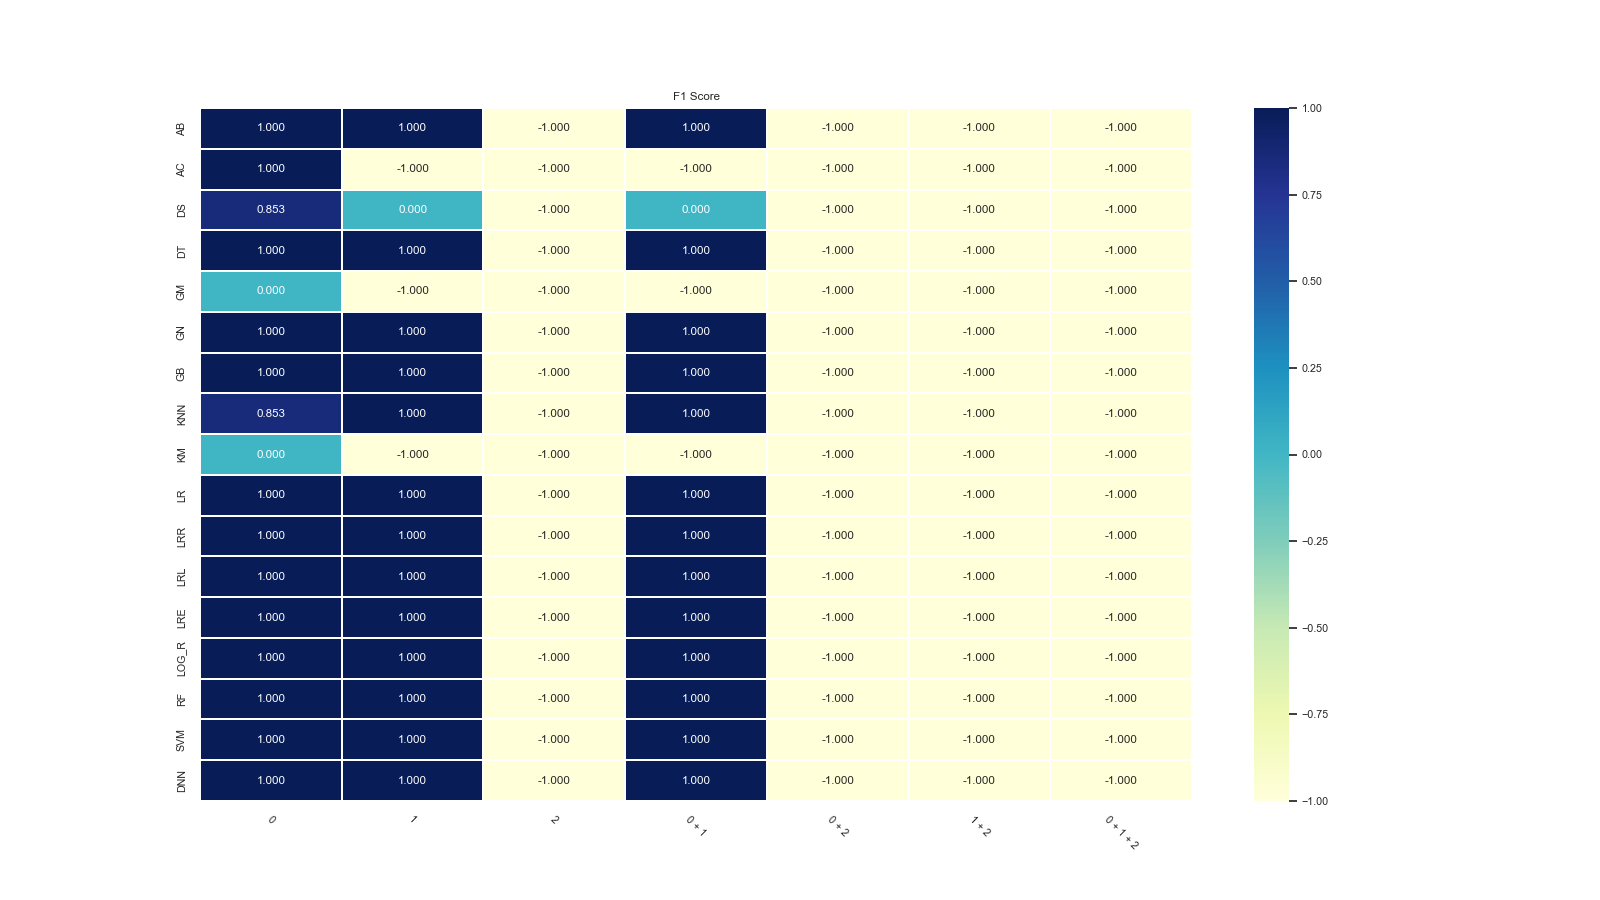 F1 Score
AB 1.000 1.000 -1.000 1.000 -1.000 -1.000 -1.000
AC 1.000 -1.000 -1.000 -1.000 -1.000 -1.000 -1.000
DS 0.853 0.000 -1.000 0.000 -1.000 -1.000 -1.000
DT 1.000 1.000 -1.000 1.000 -1.000 -1.000 -1.000
GM 0.000 -1.000 -1.000 -1.000 -1.000 -1.000 -1.000
GN 1.000 1.000 -1.000 1.000 -1.000 -1.000 -1.000
GB 1.000 1.000 -1.000 1.000 -1.000 -1.000 -1.000
KNN 0.853 1.000 -1.000 1.000 -1.000 -1.000 -1.000
KM 0.000 -1.000 -1.000 -1.000 -1.000 -1.000 -1.000
LR 1.000 1.000 -1.000 1.000 -1.000 -1.000 -1.000
LRR 1.000 1.000 -1.000 1.000 -1.000 -1.000 -1.000
LRL 1.000 1.000 -1.000 1.000 -1.000 -1.000 -1.000
LRE 1.000 1.000 -1.000 1.000 -1.000 -1.000 -1.000
LOG_R 1.000 1.000 -1.000 1.000 -1.000 -1.000 -1.000
RF 1.000 1.000 -1.000 1.000 -1.000 -1.000 -1.000
SVM 1.000 1.000 -1.000 1.000 -1.000 -1.000 -1.000
DNN 1.000 1.000 -1.000 1.000 -1.000 -1.000 -1.000
0 1 2 0 + 1 0 + 2 1 + 2 0 + 1 + 2
1.00
0.75
0.50
0.25
0.00
−0.25
−0.50
−0.75
−1.00